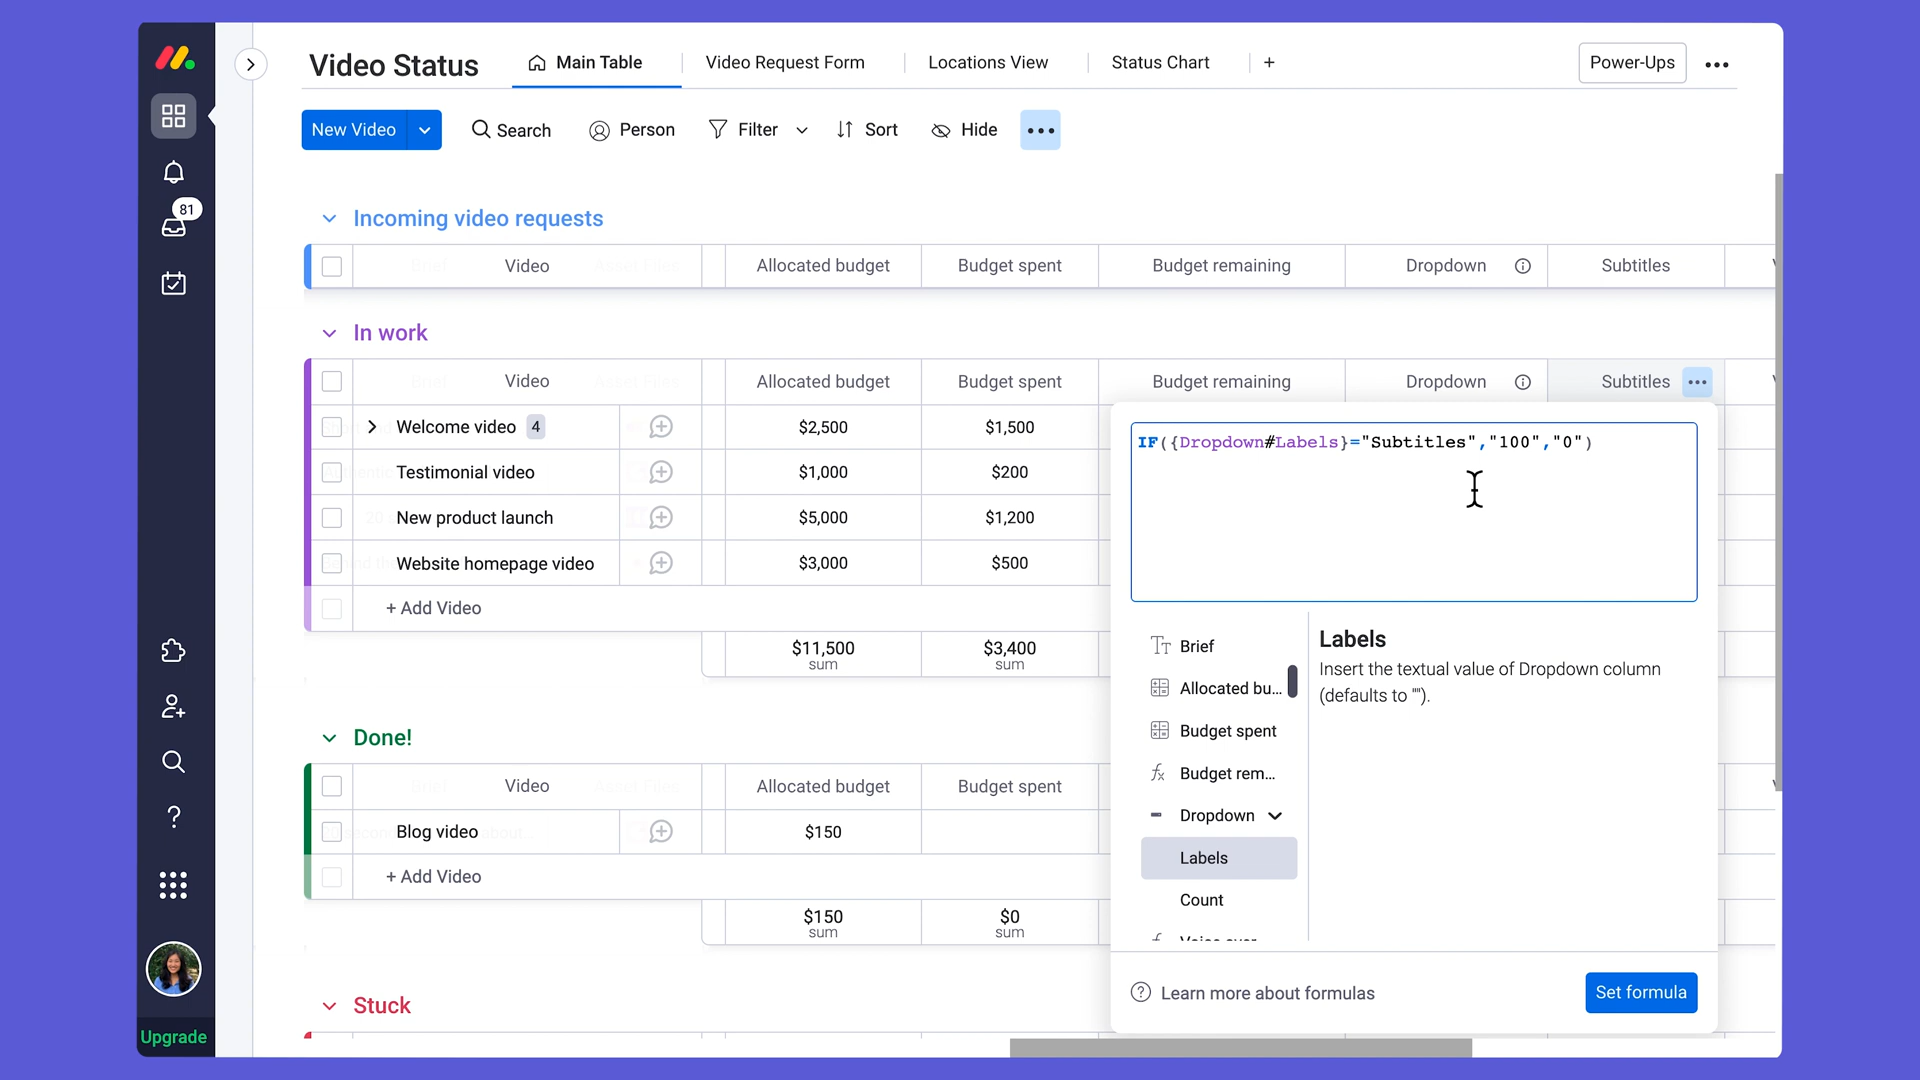 Video Status
Main Table
Video Request Form
Locations View
Status Chart
+
Power-Ups
New Video
Search
Person
Filter
Sort
Hide
81
Incoming video requests
Video Allocated budget Budget spent Budget remaining Dropdown Subtitles
In work
Video Allocated budget Budget spent Budget remaining Dropdown Subtitles
Welcome video 4 $2,500 $1,500
Testimonial video $1,000 $200
New product launch $5,000 $1,200
Website homepage video $3,000 $500
+ Add Video
$11,500 $3,400
sum sum
IF({Dropdown#Labels}="Subtitles","100","0")
Brief
Allocated bu...
Budget spent
Budget rem...
Dropdown
Labels
Count
Labels
Insert the textual value of Dropdown column
(defaults to "").
Learn more about formulas
Set formula
Done!
Video Allocated budget Budget spent
Blog video $150
+ Add Video
$150 $0
sum sum
Stuck
Upgrade